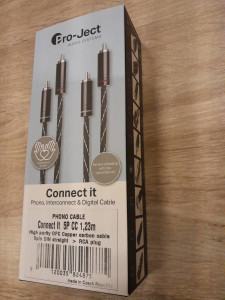 Pro-Ject
AUDIO SYSTEMS
Connect it
Phono, Interconnect & Digital Cable
PHONO CABLE
Connect it 5P CC 1,23m
High purity OFC Copper carbon cable
5pin DIN straight > RCA plug
Made in Czech Republic